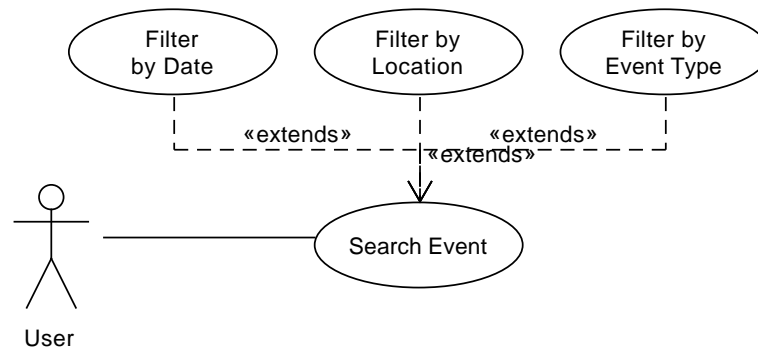 Filter
by Date
Filter by
Location
Filter by
Event Type
«extends»
«extends»
«extends»
Search Event
User